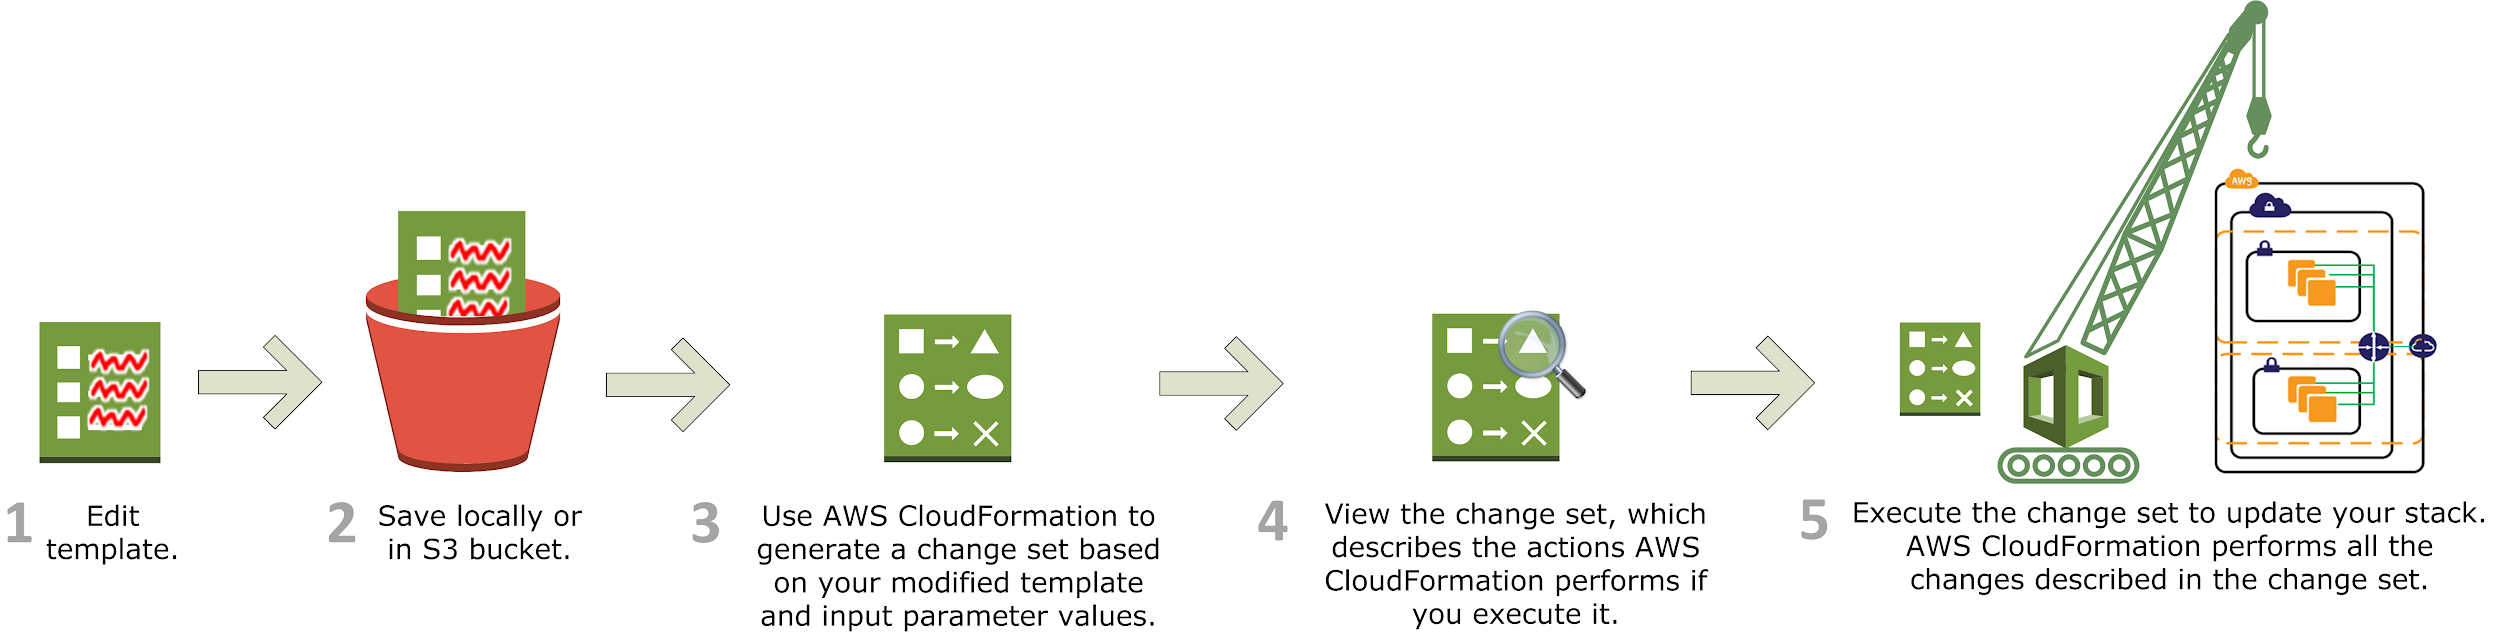 AWS
1 Edit
template.
2 Save locally or
in S3 bucket.
3 Use AWS CloudFormation to
generate a change set based
on your modified template
and input parameter values.
4 View the change set, which
describes the actions AWS
CloudFormation performs if
you execute it.
5 Execute the change set to update your stack.
AWS CloudFormation performs all the
changes described in the change set.